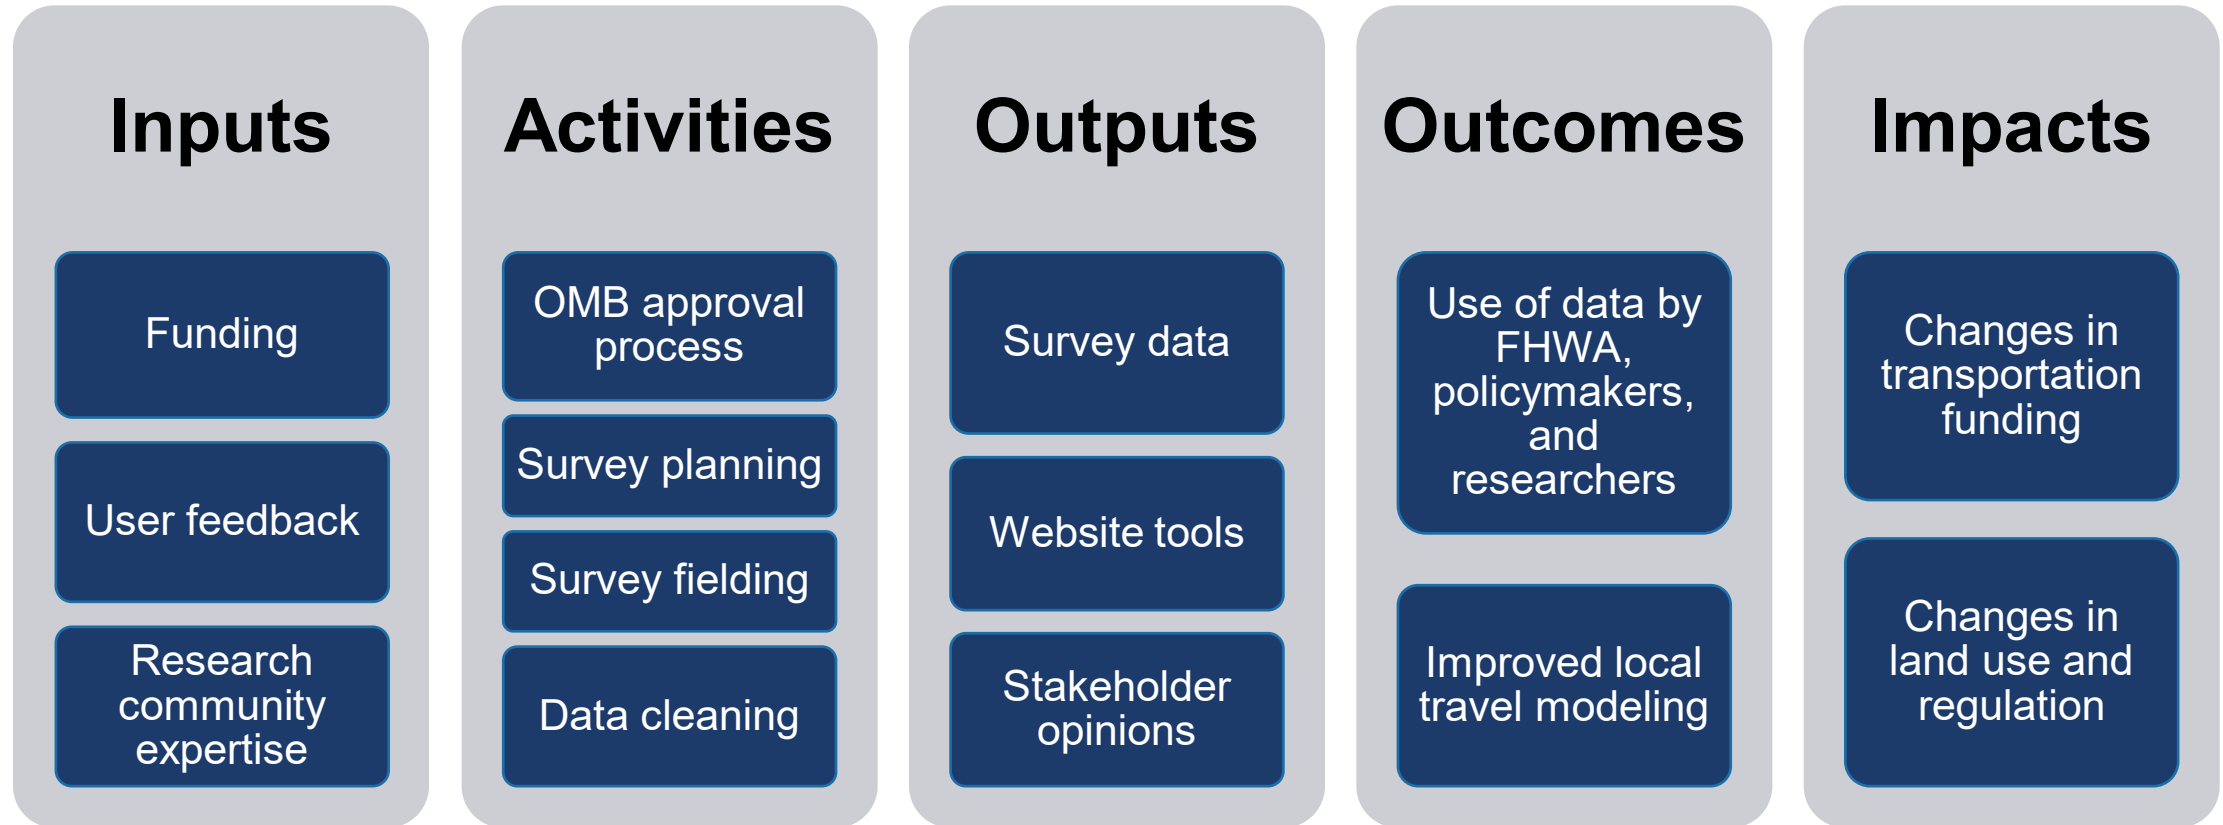 Inputs
Funding
User feedback
Research
community
expertise
Activities
OMB approval
process
Survey planning
Survey fielding
Data cleaning
Outputs
Survey data
Website tools
Stakeholder
opinions
Outcomes
Use of data by
FHWA,
policymakers,
and
researchers
Improved local
travel modeling
Impacts
Changes in
transportation
funding
Changes in
land use and
regulation